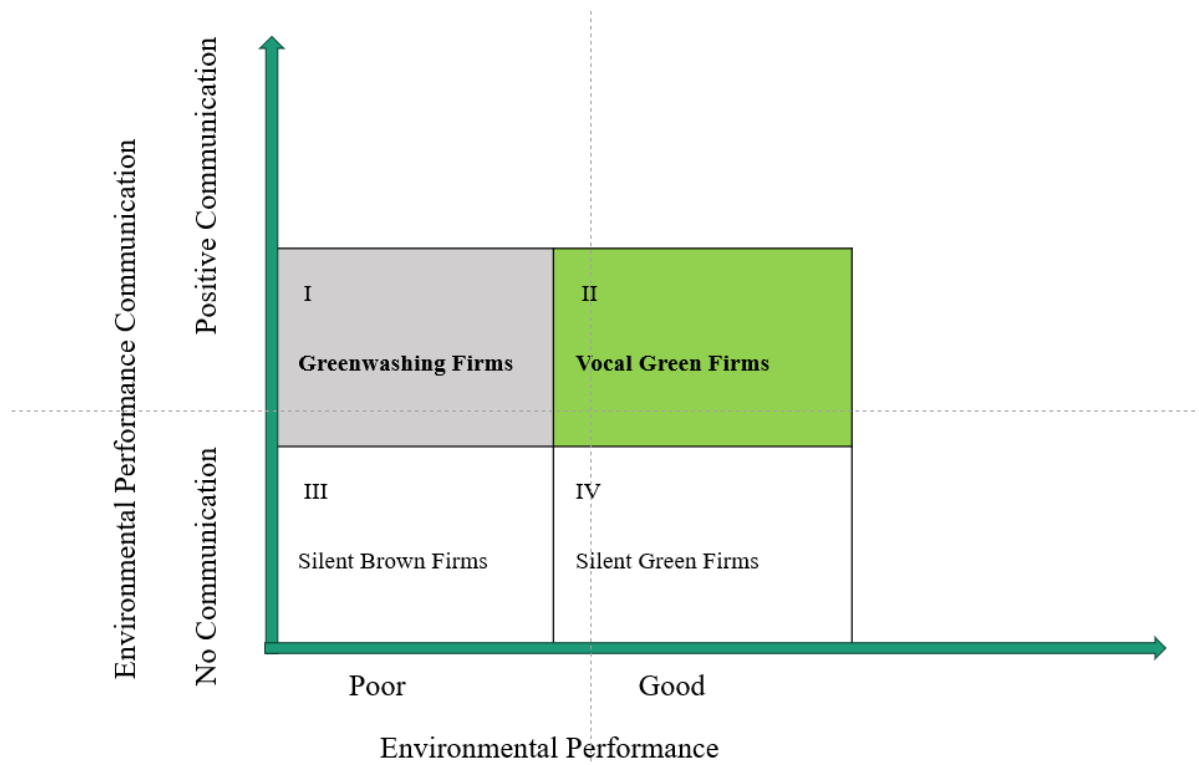 Environmental Performance Communication
Positive Communication
No Communication
I
Greenwashing Firms
II
Vocal Green Firms
III
Silent Brown Firms
IV
Silent Green Firms
Poor
Good
Environmental Performance